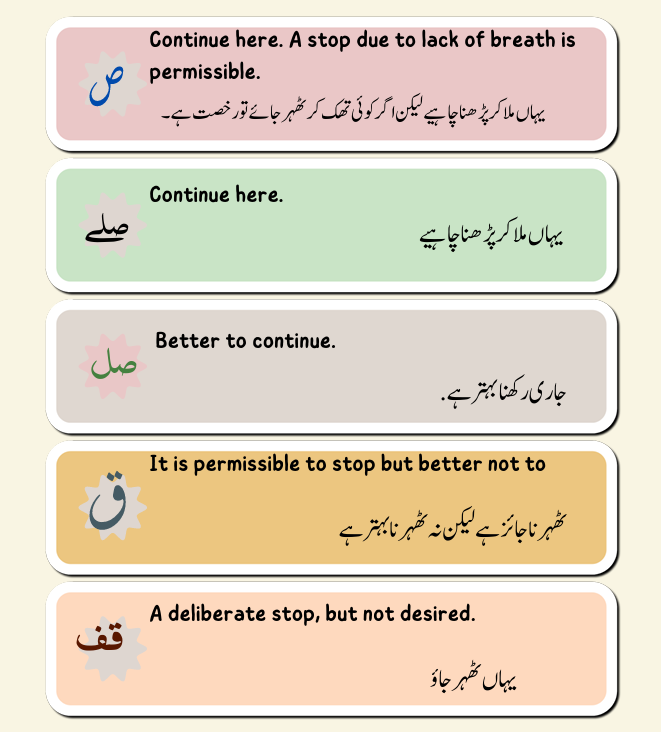 Continue here. A stop due to lack of breath is
permissible.
ص
یہاں ملا کر پڑھنا چاہیے لیکن اگر کوئی تھک کر ٹھہر جائے تو رخصت ہے۔
Continue here.
صلے
یہاں ملا کر پڑھنا چاہیے
Better to continue.
صل
جاری رکھنا بہتر ہے.
It is permissible to stop but better not to
ق
ٹھہرنا جائز ہے لیکن نہ ٹھہرنا بہتر ہے
A deliberate stop, but not desired.
قف
یہاں ٹھہر جاؤ